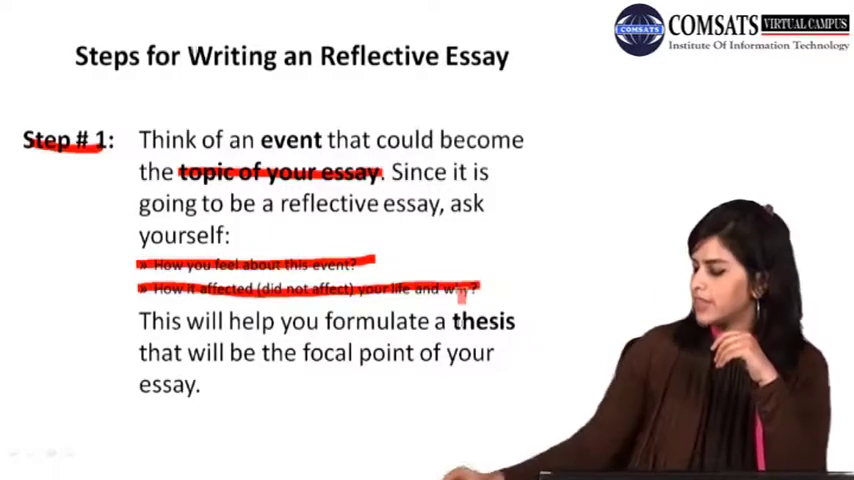 COMSATS VIRTUAL CAMPUS
COMSATS
Institute Of Information Technology
Steps for Writing an Reflective Essay
Step # 1: Think of an event that could become
the topic of your essay. Since it is
going to be a reflective essay, ask
yourself:
» How you feel about this event?
» How it affected (did not affect) your life and why?
This will help you formulate a thesis
that will be the focal point of your
essay.